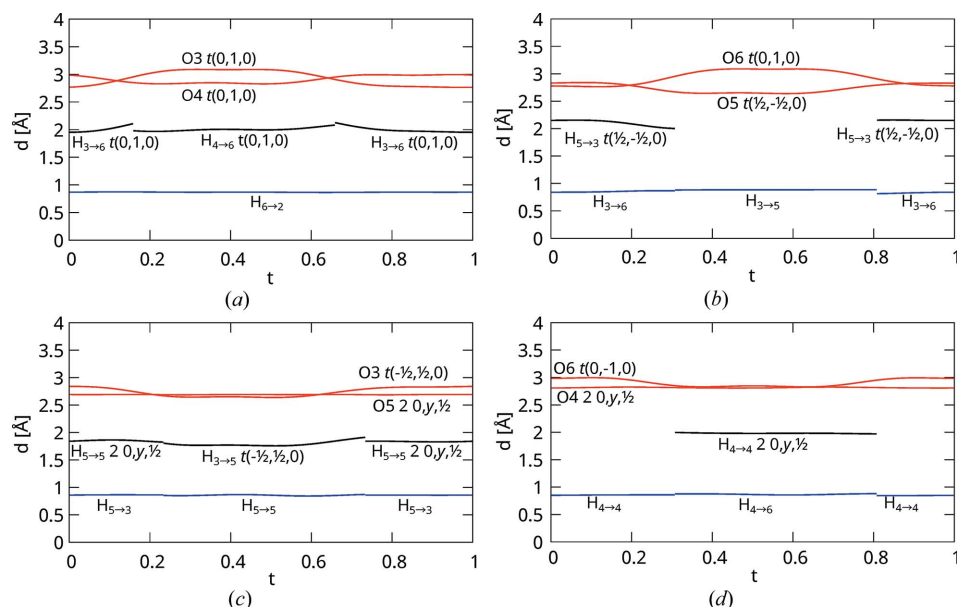 4
3.5
3
2.5
2
1.5
1
0.5
0
d [Å]
O3 t(0,1,0)
O4 t(0,1,0)
H3→6 t(0,1,0)
H4→6 t(0,1,0)
H3→6 t(0,1,0)
H6→2
0 0.2 0.4 0.6 0.8 1
t
(a)
4
3.5
3
2.5
2
1.5
1
0.5
0
d [Å]
O6 t(0,1,0)
O5 t(½,-½,0)
H5→3 t(½,-½,0)
H5→3 t(½,-½,0)
H3→6
H3→5
H3→6
0 0.2 0.4 0.6 0.8 1
t
(b)
4
3.5
3
2.5
2
1.5
1
0.5
0
d [Å]
O3 t(-½,½,0)
O5 2 0,y,½
H5→5 2 0,y,½
H3→5 t(-½,½,0)
H5→5 2 0,y,½
H5→3
H5→5
H5→3
0 0.2 0.4 0.6 0.8 1
t
(c)
4
3.5
3
2.5
2
1.5
1
0.5
0
d [Å]
O6 t(0,-1,0)
O4 2 0,y,½
H4→4 2 0,y,½
H4→4
H4→6
H4→4
0 0.2 0.4 0.6 0.8 1
t
(d)